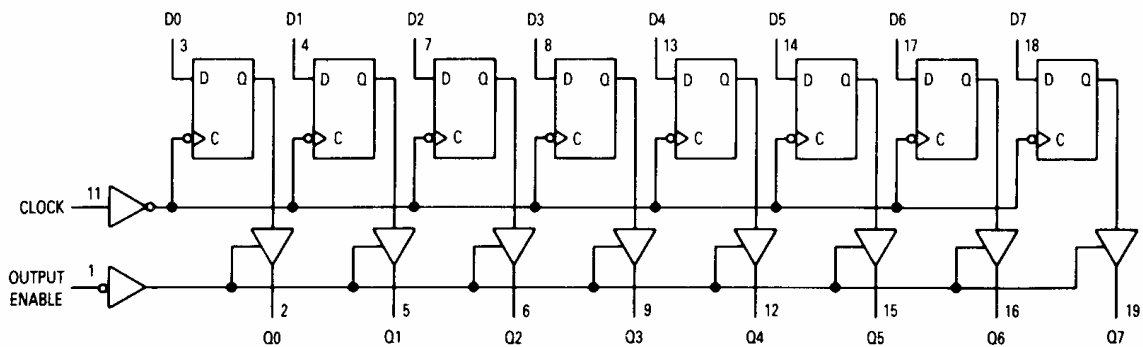 D0 D1 D2 D3 D4 D5 D6 D7
3 4 7 8 13 14 17 18
D Q D Q D Q D Q D Q D Q D Q D Q
C C C C C C C C
11
CLOCK
1
OUTPUT
ENABLE
2 5 6 9 12 15 16 19
Q0 Q1 Q2 Q3 Q4 Q5 Q6 Q7